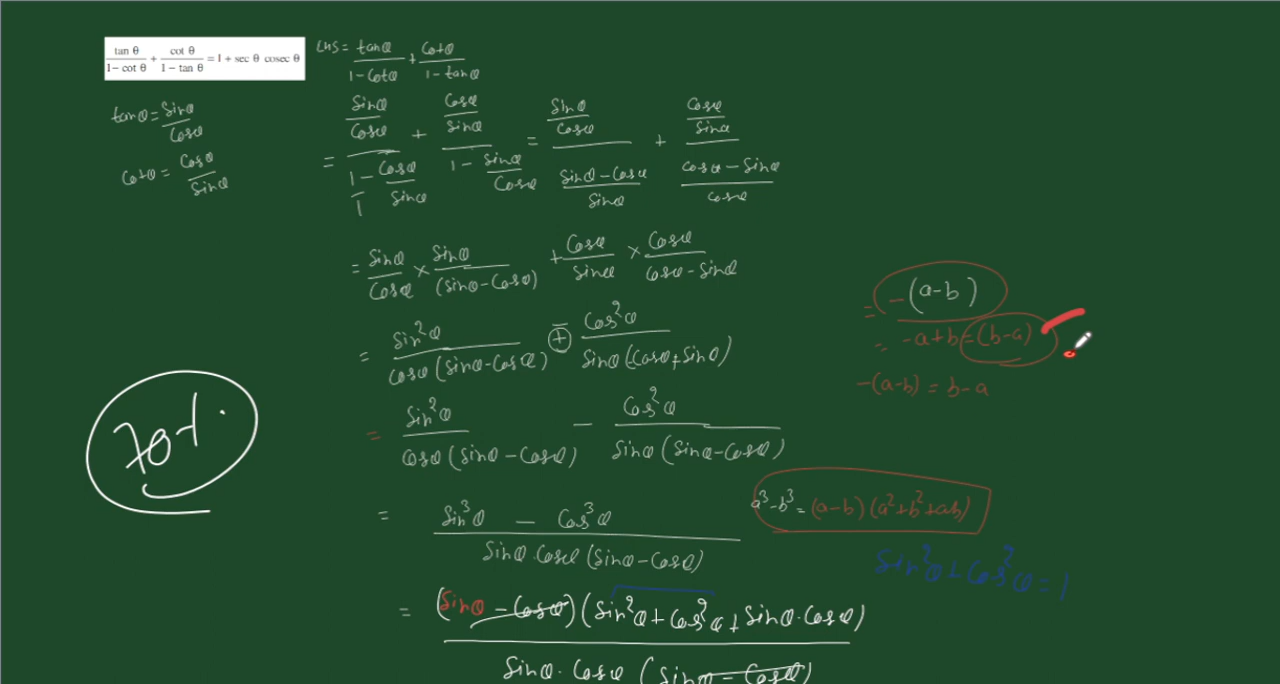 tan θ / 1 − cot θ + cot θ / 1 − tan θ = 1 + sec θ cosec θ
LHS = tanθ / 1 - Cotθ + Cotθ / 1 - tanθ
tanθ = Sinθ / Cosθ
Cotθ = Cosθ / Sinθ
= (Sinθ / Cosθ) / (1/1 - Cosθ / Sinθ) + (Cosθ / Sinθ) / (1 - Sinθ / Cosθ) = (Sinθ / Cosθ) / (Sinθ - Cosθ / Sinθ) + (Cosθ / Sinθ) / (Cosθ - Sinθ / Cosθ)
= Sinθ / Cosθ × Sinθ / (Sinθ - Cosθ) + Cosθ / Sinθ × Cosθ / Cosθ - Sinθ
= - (a-b)
= -a+b = (b-a)
-(a-b) = b-a
= Sin²θ / Cosθ (Sinθ - Cosθ) + Cos²θ / Sinθ (Cosθ + Sinθ)
= Sin²θ / Cosθ (Sinθ - Cosθ) - Cos²θ / Sinθ (Sinθ - Cosθ)
a³-b³ = (a-b) (a²+b²+ab)
= Sin³θ - Cos³θ / Sinθ · Cosθ (Sinθ - Cosθ)
Sin²θ + Cos²θ = 1
= (Sinθ - Cosθ) (Sin²θ + Cos²θ + Sinθ · Cosθ) / Sinθ · Cosθ (Sinθ - Cosθ)